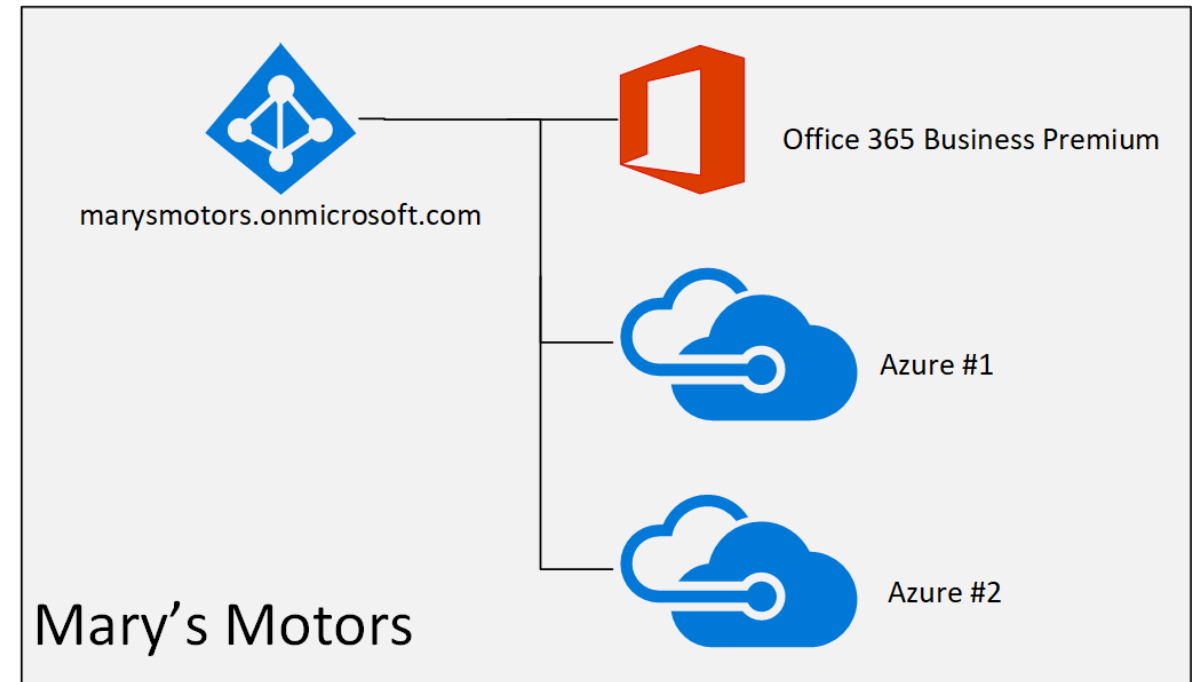 Office 365 Business Premium
marysmotors.onmicrosoft.com
Azure #1
Azure #2
Mary’s Motors